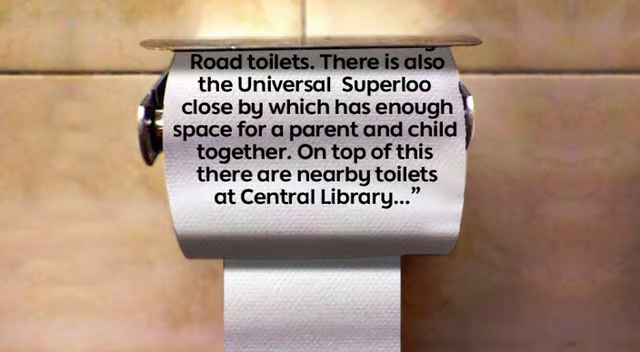 Road toilets. There is also
the Universal Superloo
close by which has enough
space for a parent and child
together. On top of this
there are nearby toilets
at Central Library...”